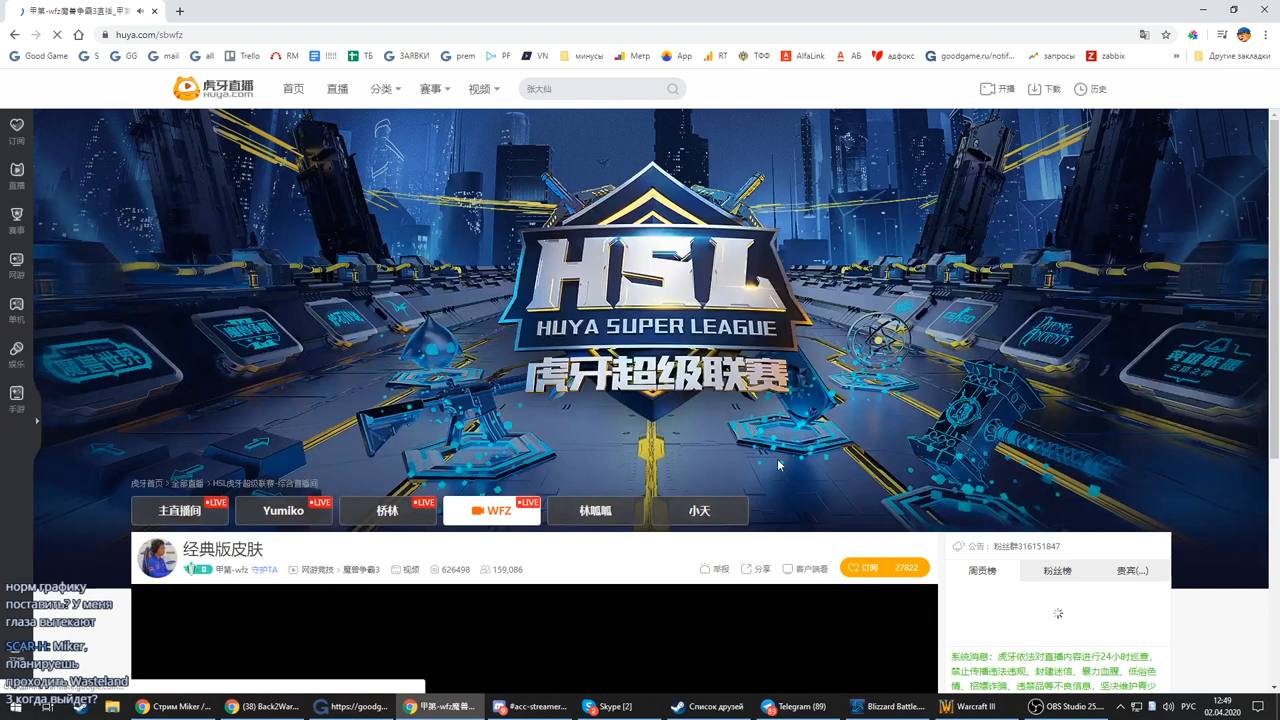 甲第-wfz魔兽争霸3直播_甲第
huya.com/sbwfz
Good Game S GG mail all Trello RM !!!!! ТБ ЗАЯВКИ prem PF VN минусы Метр App RT ТФФ AlfaLink АБ адфокс goodgame.ru/notif... запросы zabbix » Другие закладки
虎牙直播 首页 直播 分类 赛事 视频 张大仙 开播 下载 历史
HUYA.COM
订阅
直播
赛事
网游
单机
娱乐
手游
HSL
HUYA SUPER LEAGUE
虎牙超级联赛
魔兽世界
虎牙首页 > 全部直播 > HSL虎牙超级联赛-综合直播间
主直播间 LIVE Yumiko LIVE 桥林 LIVE WFZ LIVE 林呱呱 小天
经典版皮肤
甲第-wfz 守护TA 网游竞技 > 魔兽争霸3 视频 626498 159,086 举报 分享 客户端看 订阅 27822
公告：粉丝群316151847
周贡榜 粉丝榜 贵宾(...)
系统消息：虎牙依法对直播内容进行24小时巡查，
禁止传播违法违规、封建迷信、暴力血腥、低俗色
情、招嫖诈骗、违禁品等不良信息，坚决维护青少
норм графику
поставить? У меня
глаза вытекают
SCAR-H: Miker,
планируешь
проходить Wasteland
3 когда выйдет?
Стрим Miker /... (38) Back2War... https://goodg... 甲第-wfz魔兽... #acc-streamer... Skype [2] Список друзей Telegram (89) Blizzard Battle... Warcraft III OBS Studio 25.... РУС 12:49
02.04.2020